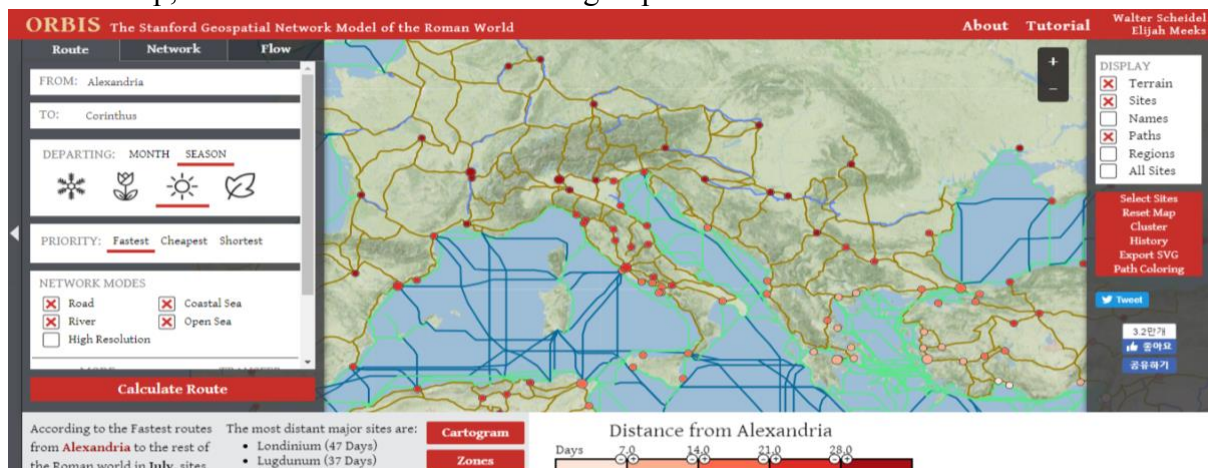 ORBIS The Stanford Geospatial Network Model of the Roman World
About Tutorial
Walter Scheidel
Elijah Meeks
Route Network Flow
FROM: Alexandria
TO: Corinthus
DEPARTING: MONTH SEASON
PRIORITY: Fastest Cheapest Shortest
NETWORK MODES
Road Coastal Sea
River Open Sea
High Resolution
Calculate Route
+
−
DISPLAY
Terrain
Sites
Names
Paths
Regions
All Sites
Select Sites
Reset Map
Cluster
History
Export SVG
Path Coloring
Tweet
3.2만개
좋아요
공유하기
According to the Fastest routes
from Alexandria to the rest of
the Roman world in July, sites
The most distant major sites are:
• Londinium (47 Days)
• Lugdunum (37 Days)
Cartogram
Zones
Distance from Alexandria
Days 7.0 14.0 21.0 28.0